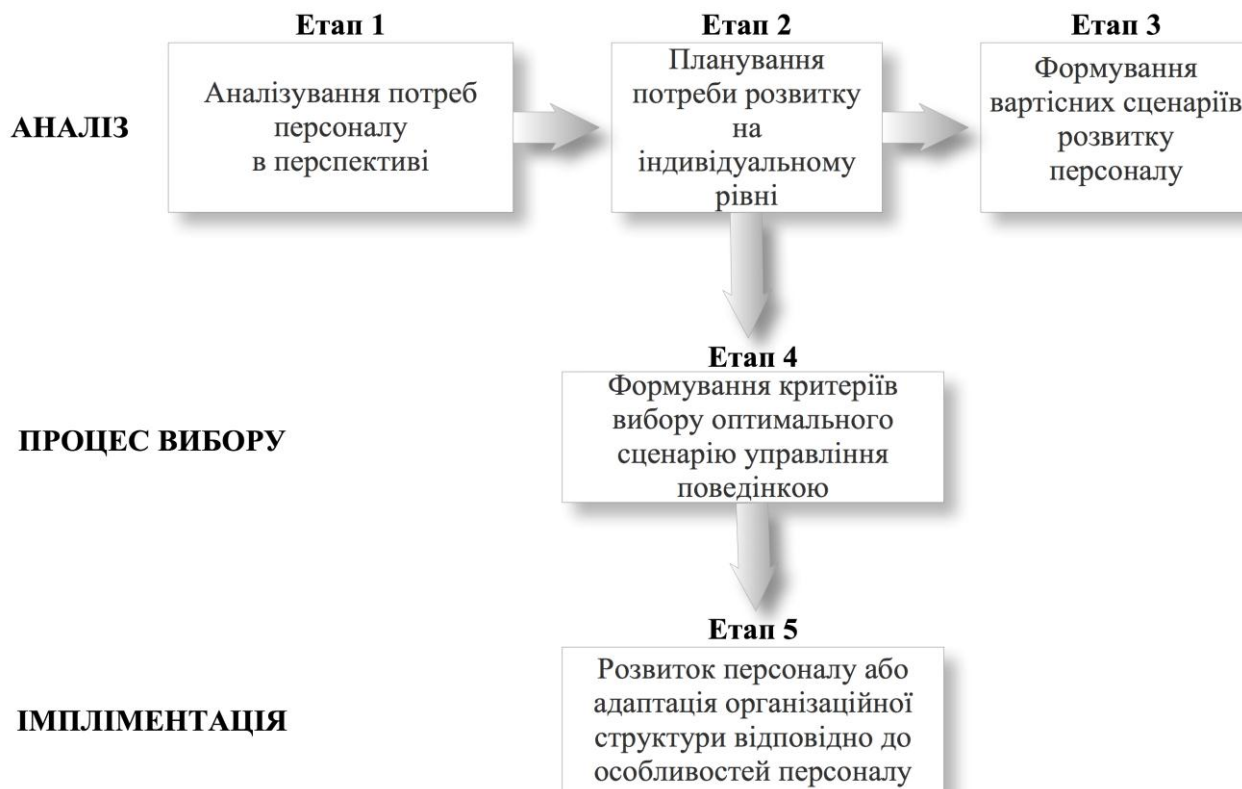 Етап 1
Аналізування потреб
персоналу
в перспективі
Етап 2
Планування
потреби розвитку
на
індивідуальному
рівні
Етап 3
Формування
вартісних сценаріїв
розвитку
персоналу
АНАЛІЗ
Етап 4
Формування критеріїв
вибору оптимального
сценарію управління
поведінкою
ПРОЦЕС ВИБОРУ
Етап 5
Розвиток персоналу або
адаптація організаційної
структури відповідно до
особливостей персоналу
ІМПЛІМЕНТАЦІЯ